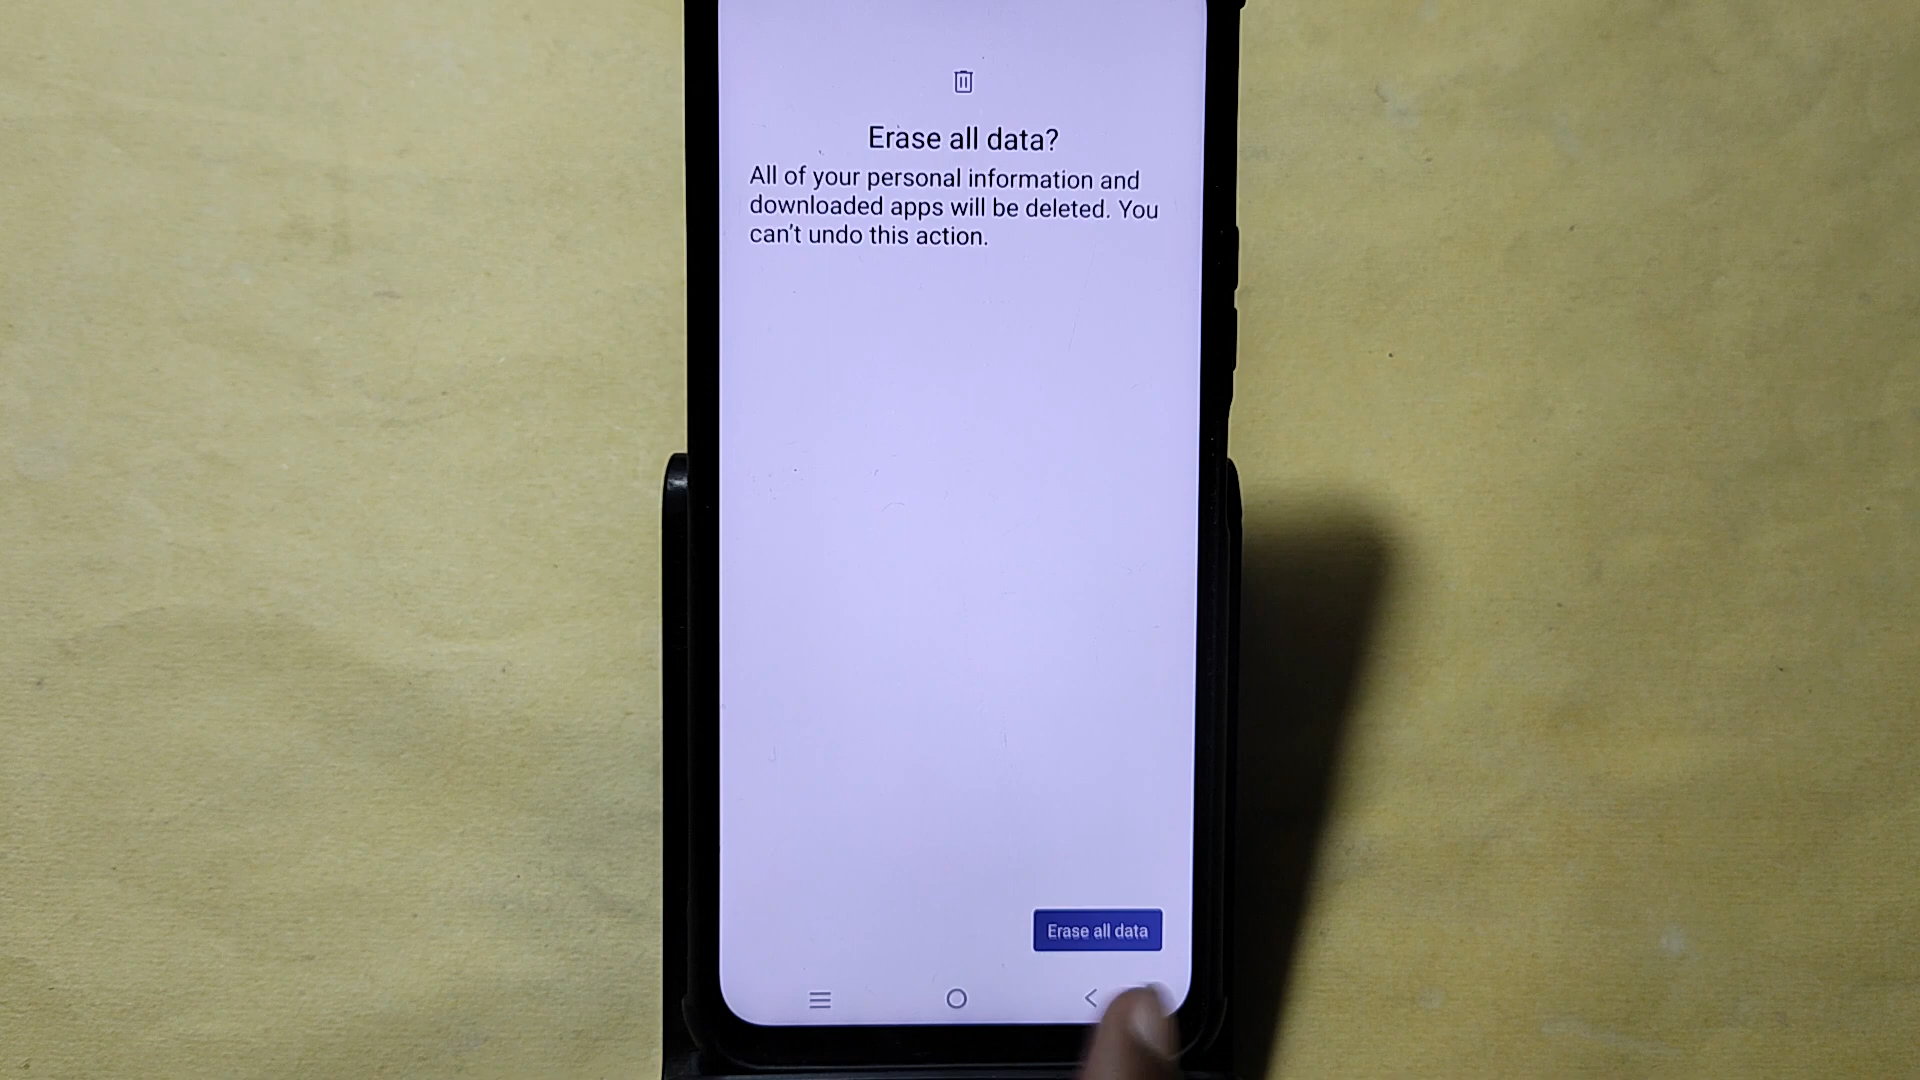 Erase all data?
All of your personal information and
downloaded apps will be deleted. You
can't undo this action.
Erase all data